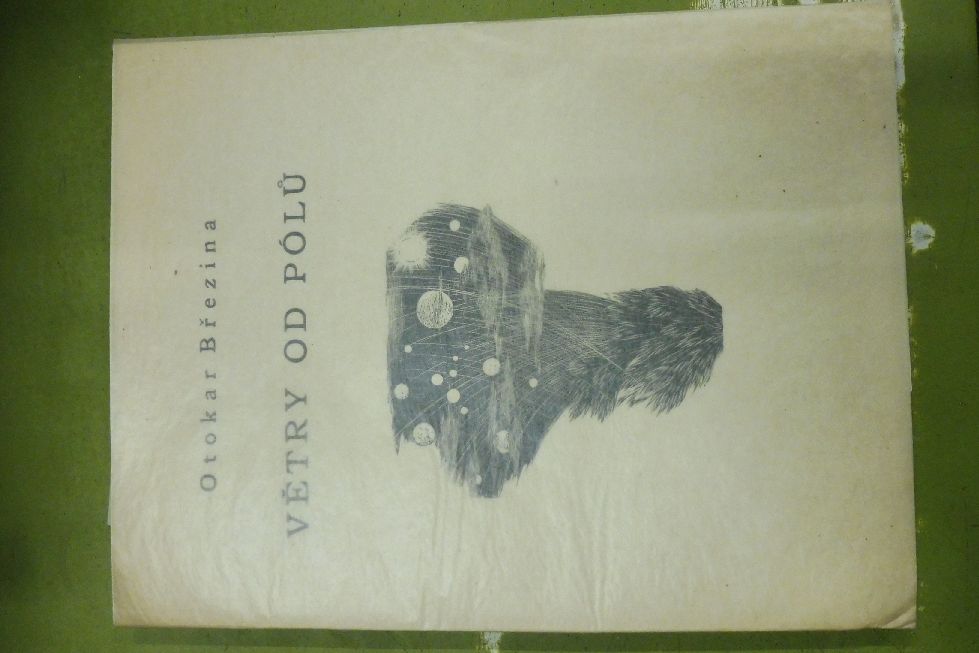 Otokar Březina
VĚTRY OD PÓLŮ